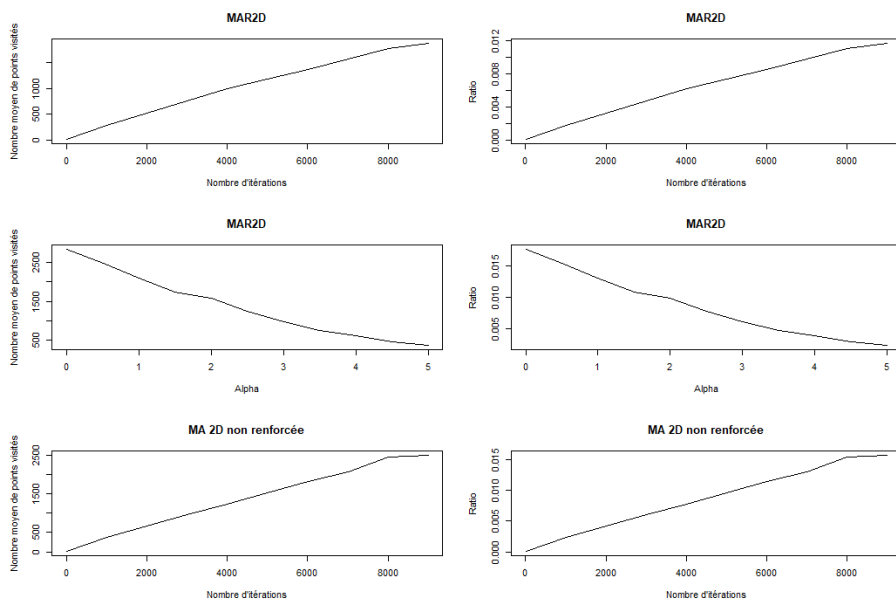 MAR2D
Nombre moyen de points visités
0 500 1000
0 2000 4000 6000 8000
Nombre d'itérations
MAR2D
Ratio
0.000 0.004 0.008 0.012
0 2000 4000 6000 8000
Nombre d'itérations
MAR2D
Nombre moyen de points visités
500 1500 2500
0 1 2 3 4 5
Alpha
MAR2D
Ratio
0.005 0.010 0.015
0 1 2 3 4 5
Alpha
MA 2D non renforcée
Nombre moyen de points visités
0 500 1500 2500
0 2000 4000 6000 8000
Nombre d'itérations
MA 2D non renforcée
Ratio
0.000 0.005 0.010 0.015
0 2000 4000 6000 8000
Nombre d'itérations